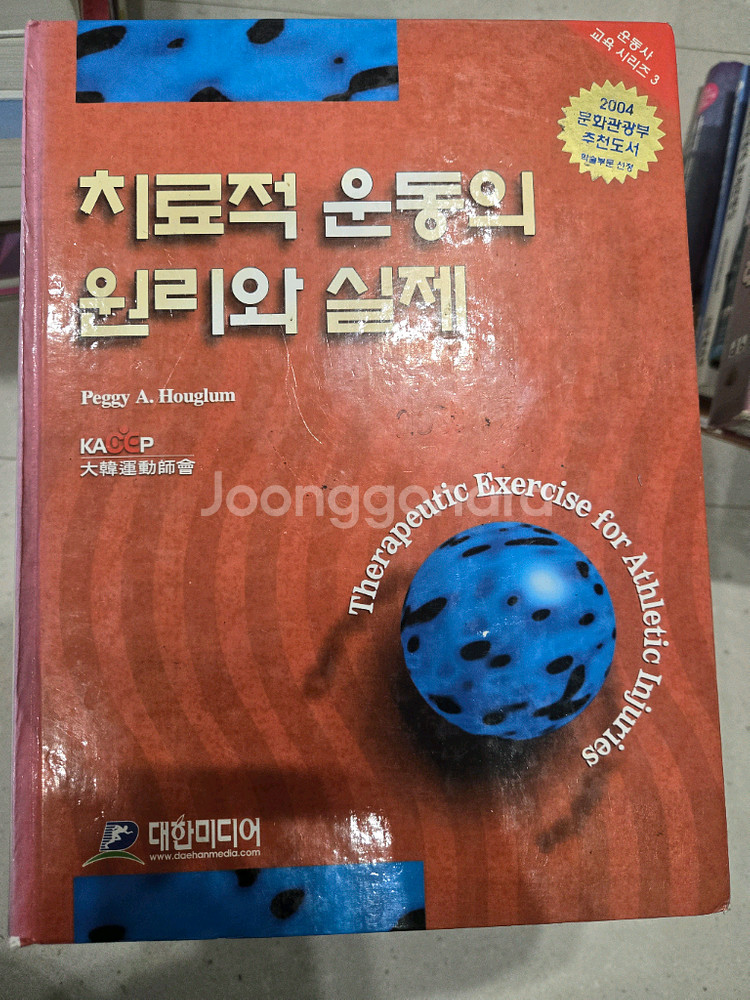 운동사
교육 시리즈 3
2004
문화관광부
추천도서
학술부문 선정
치료적 운동의
원리와 실제
Peggy A. Houglum
KACEP
大韓運動師會
Joonggonara
Therapeutic Exercise for Athletic Injuries
대한미디어
www.daehanmedia.com